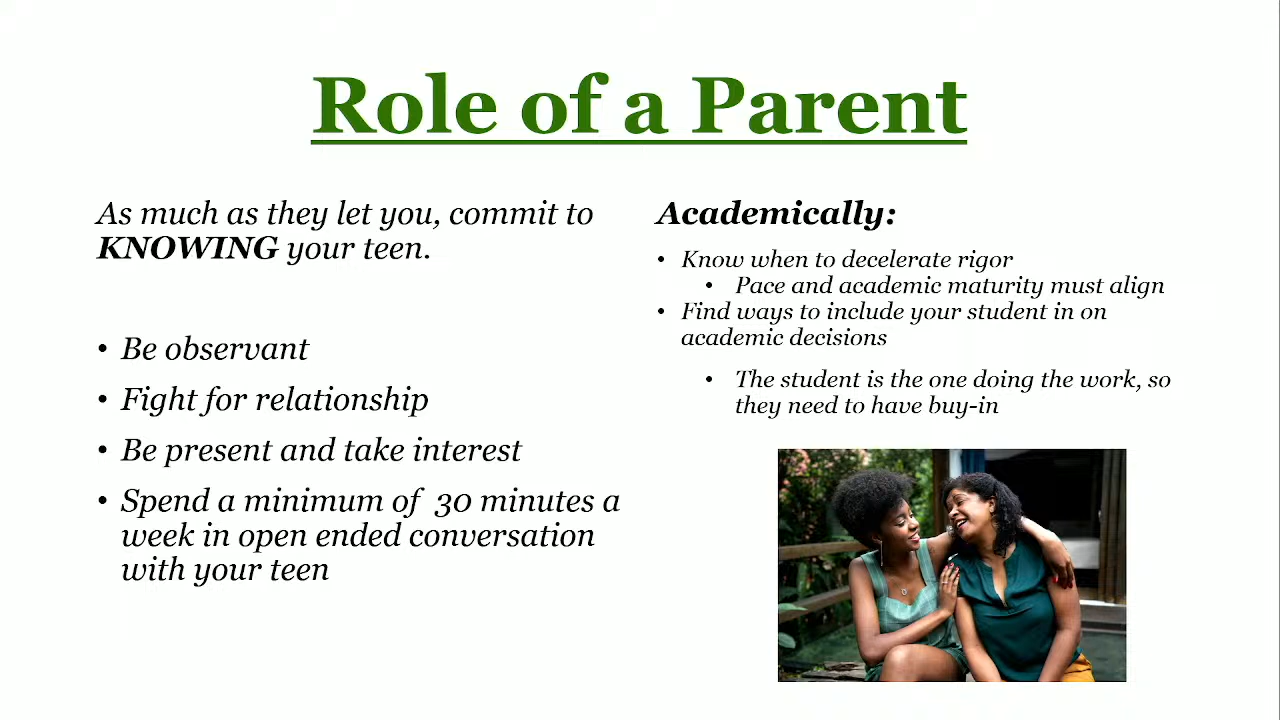 Role of a Parent
As much as they let you, commit to
KNOWING your teen.
• Be observant
• Fight for relationship
• Be present and take interest
• Spend a minimum of 30 minutes a
week in open ended conversation
with your teen
Academically:
• Know when to decelerate rigor
• Pace and academic maturity must align
• Find ways to include your student in on
academic decisions
• The student is the one doing the work, so
they need to have buy-in